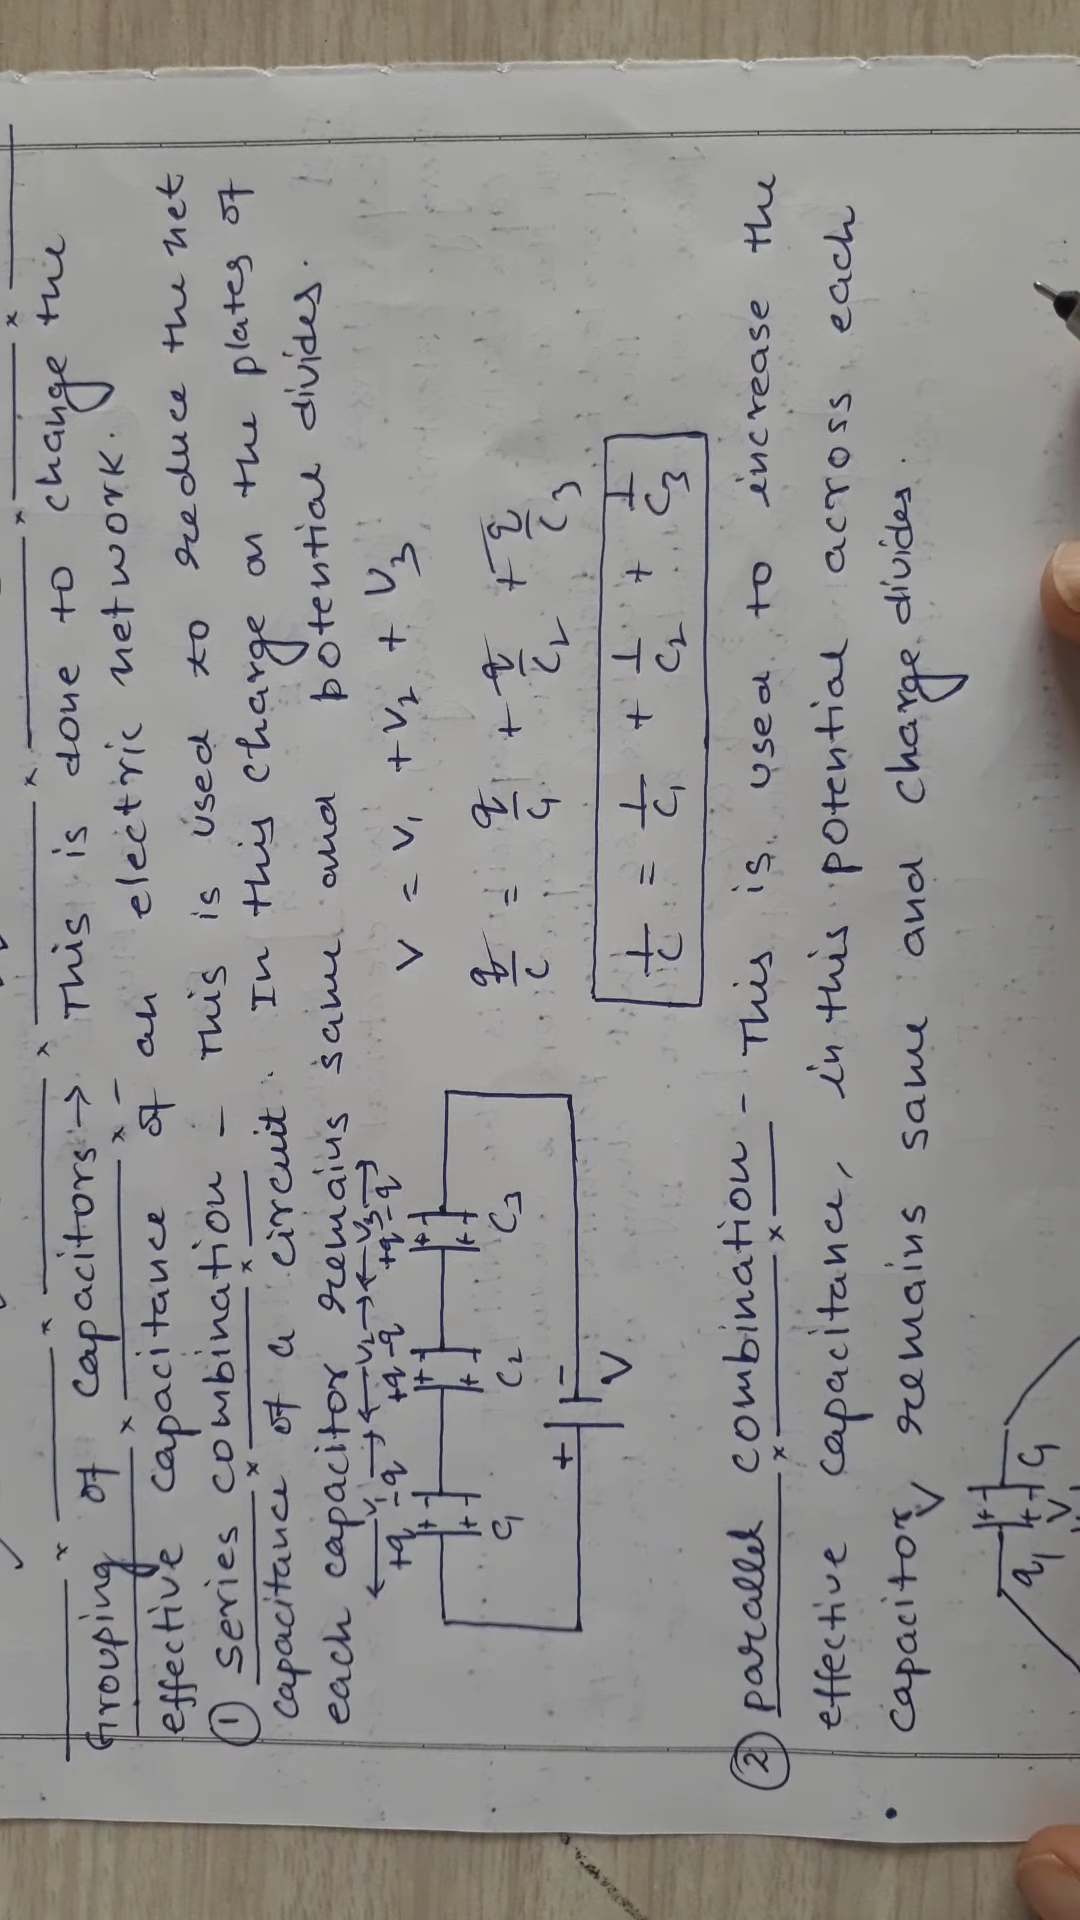 Grouping of capacitors → This is done to change the
effective capacitance of an electric network.
① Series combination - This is used to reduce the net
capacitance of a circuit. In this charge on the plates of
each capacitor remains same and potential divides.
V₁ V₂ V₃
+q -q +q -q +q -q
+ - + - + -
+ - + - + -
C₁ C₂ C₃
+ -
V
V = V₁ + V₂ + V₃
q/C = q/C₁ + q/C₂ + q/C₃
1/C = 1/C₁ + 1/C₂ + 1/C₃
② parallel combination - This is used to increase the
effective capacitance, in this potential across each
capacitor V remains same and charge divides.
q₁ + - C₁
+ -
V